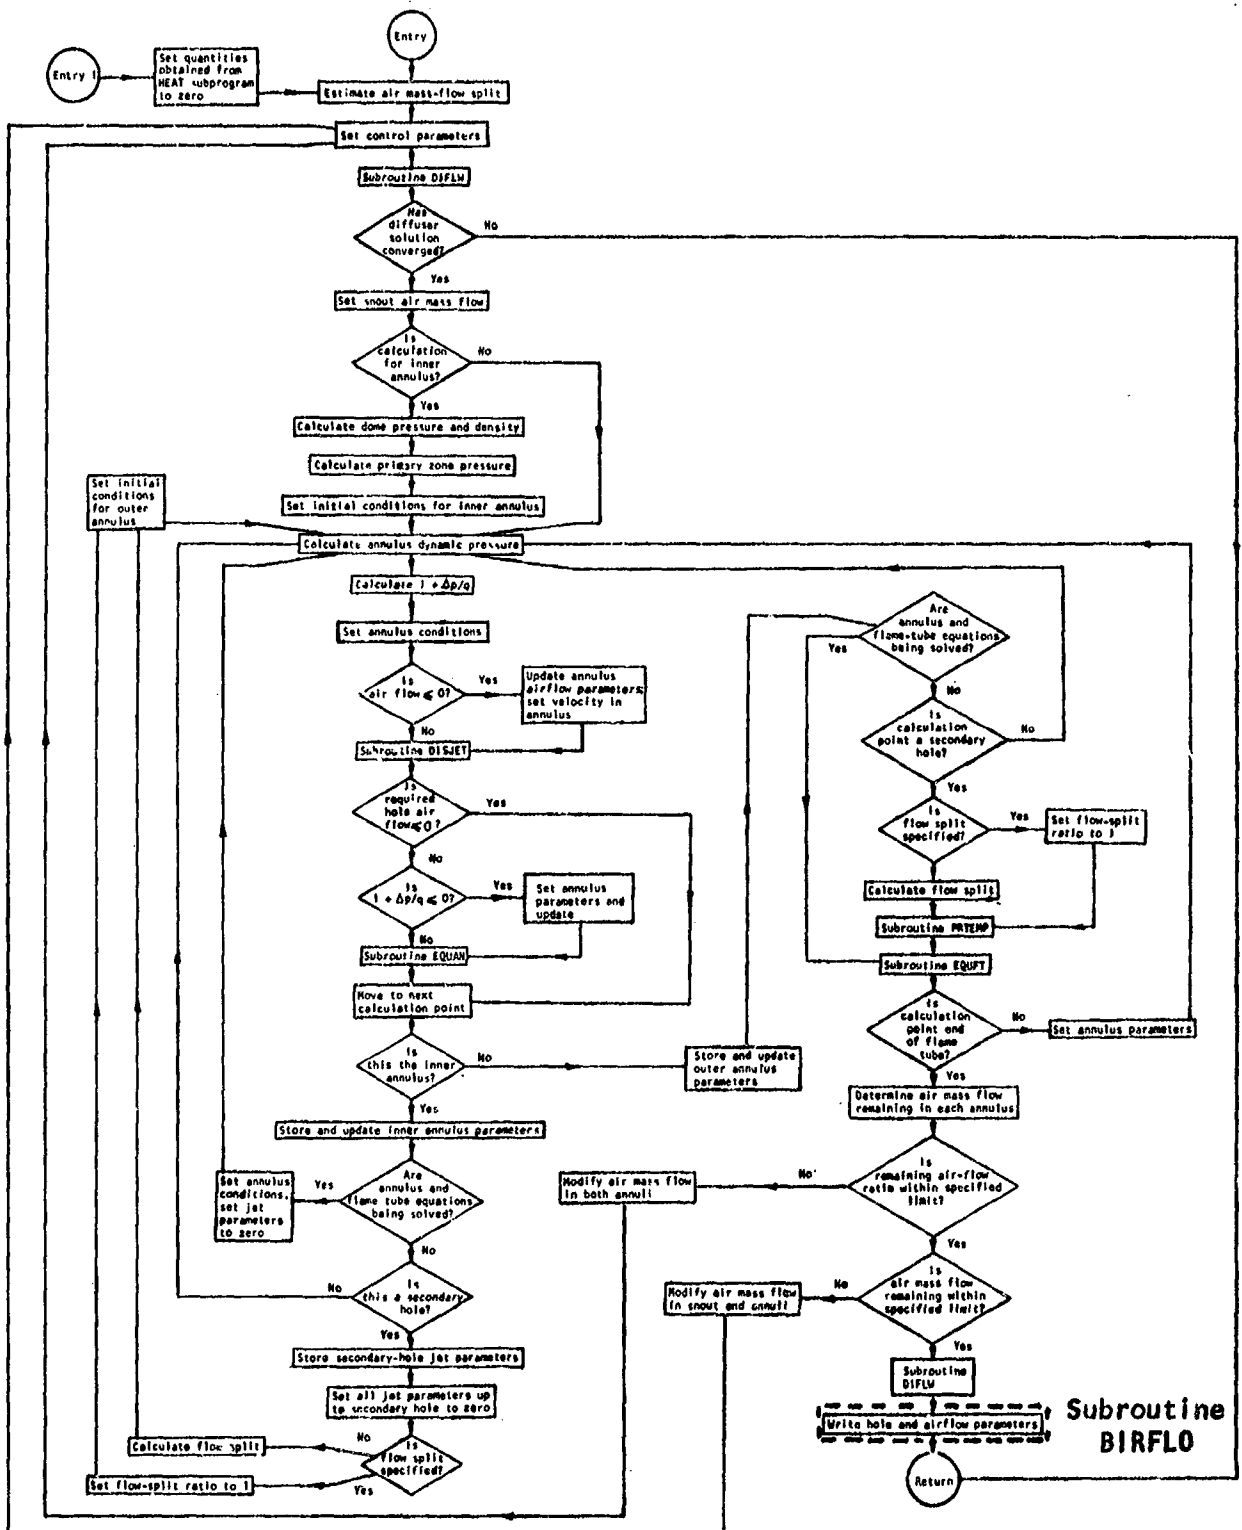 Entry
Entry 1
Set quantities
obtained from
HEAT subprogram
to zero
Estimate air mass-flow split
Set control parameters
Subroutine DIFLW
Has
diffuser
solution
converged?
No
Yes
Set snout air mass flow
Is
calculation
for inner
annulus?
No
Yes
Calculate dome pressure and density
Calculate primary zone pressure
Set initial conditions for inner annulus
Set initial
conditions
for outer
annulus
Calculate annulus dynamic pressure
Calculate 1 + Δp/q
Set annulus conditions
Is
air flow ≤ 0?
Yes
No
Update annulus
airflow parameters;
set velocity in
annulus
Subroutine DISJET
Is
required
hole air
flow ≤ 0?
Yes
No
Is
1 + Δp/q ≤ 0?
Yes
No
Set annulus
parameters and
update
Subroutine EQUAN
Move to next
calculation point
Is
this the inner
annulus?
No
Yes
Store and update
outer annulus
parameters
Store and update inner annulus parameters
Are
annulus and
flame tube equations
being solved?
Yes
No
Set annulus
conditions,
set jet
parameters
to zero
Is
this a secondary
hole?
No
Yes
Store secondary-hole jet parameters
Set all jet parameters up
to secondary hole to zero
Is
flow split
specified?
No
Yes
Calculate flow split
Set flow-split ratio to 1
Are
annulus and
flame-tube equations
being solved?
Yes
No
Is
calculation
point a secondary
hole?
No
Yes
Is
flow split
specified?
Yes
Set flow-split
ratio to 1
Calculate flow split
Subroutine PRTEMP
Subroutine EQUFT
Is
calculation
point end
of flame
tube?
No
Yes
Set annulus parameters
Determine air mass flow
remaining in each annulus
Is
remaining air-flow
ratio within specified
limit?
No
Yes
Modify air mass flow
in both annuli
Is
air mass flow
remaining within
specified limit?
No
Yes
Modify air mass flow
in snout and annuli
Subroutine
DIFLW
Write hole and airflow parameters
Return
Subroutine
BIRFLO